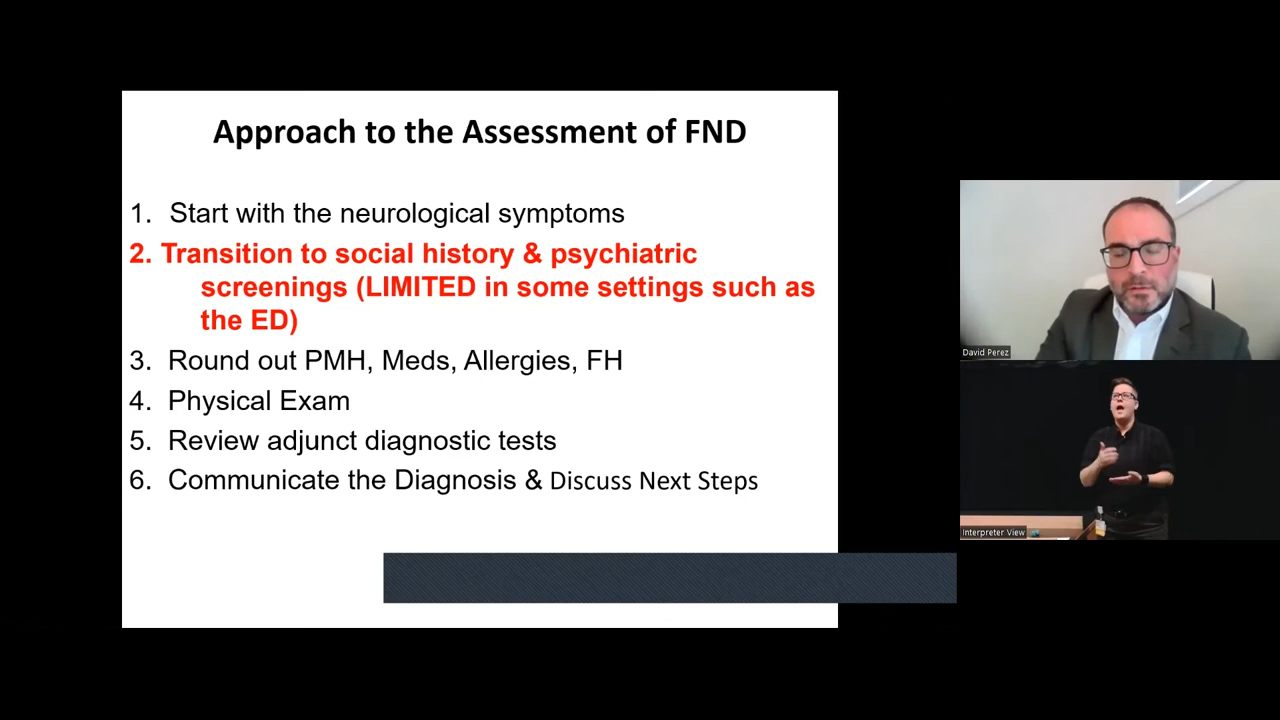 Approach to the Assessment of FND
1. Start with the neurological symptoms
2. Transition to social history & psychiatric
screenings (LIMITED in some settings such as
the ED)
3. Round out PMH, Meds, Allergies, FH
4. Physical Exam
5. Review adjunct diagnostic tests
6. Communicate the Diagnosis & Discuss Next Steps
David Perez
Interpreter View